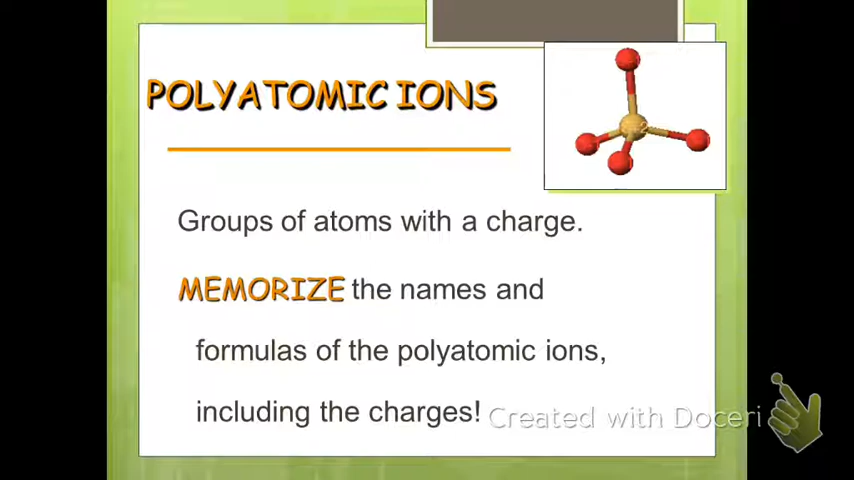 POLYATOMIC IONS
Groups of atoms with a charge.
MEMORIZE the names and
formulas of the polyatomic ions,
including the charges!
Created with Doceri